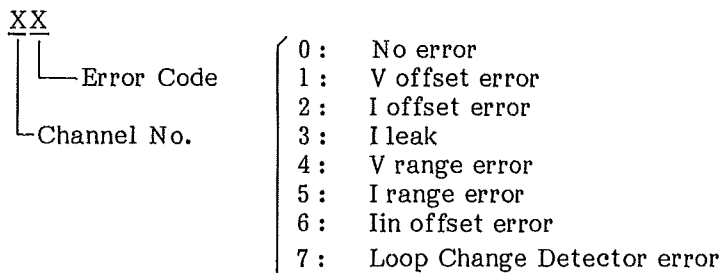 XX
Error Code
Channel No.
0 : No error
1 : V offset error
2 : I offset error
3 : I leak
4 : V range error
5 : I range error
6 : Iin offset error
7 : Loop Change Detector error